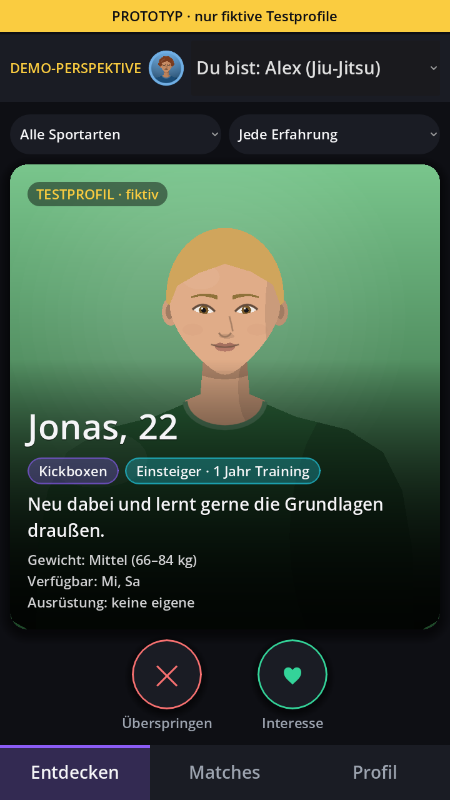 PROTOTYP · nur fiktive Testprofile
DEMO-PERSPEKTIVE
Du bist: Alex (Jiu-Jitsu)
Alle Sportarten
Jede Erfahrung
TESTPROFIL · fiktiv
Jonas, 22
Kickboxen
Einsteiger · 1 Jahr Training
Neu dabei und lernt gerne die Grundlagen
draußen.
Gewicht: Mittel (66–84 kg)
Verfügbar: Mi, Sa
Ausrüstung: keine eigene
Überspringen
Interesse
Entdecken
Matches
Profil